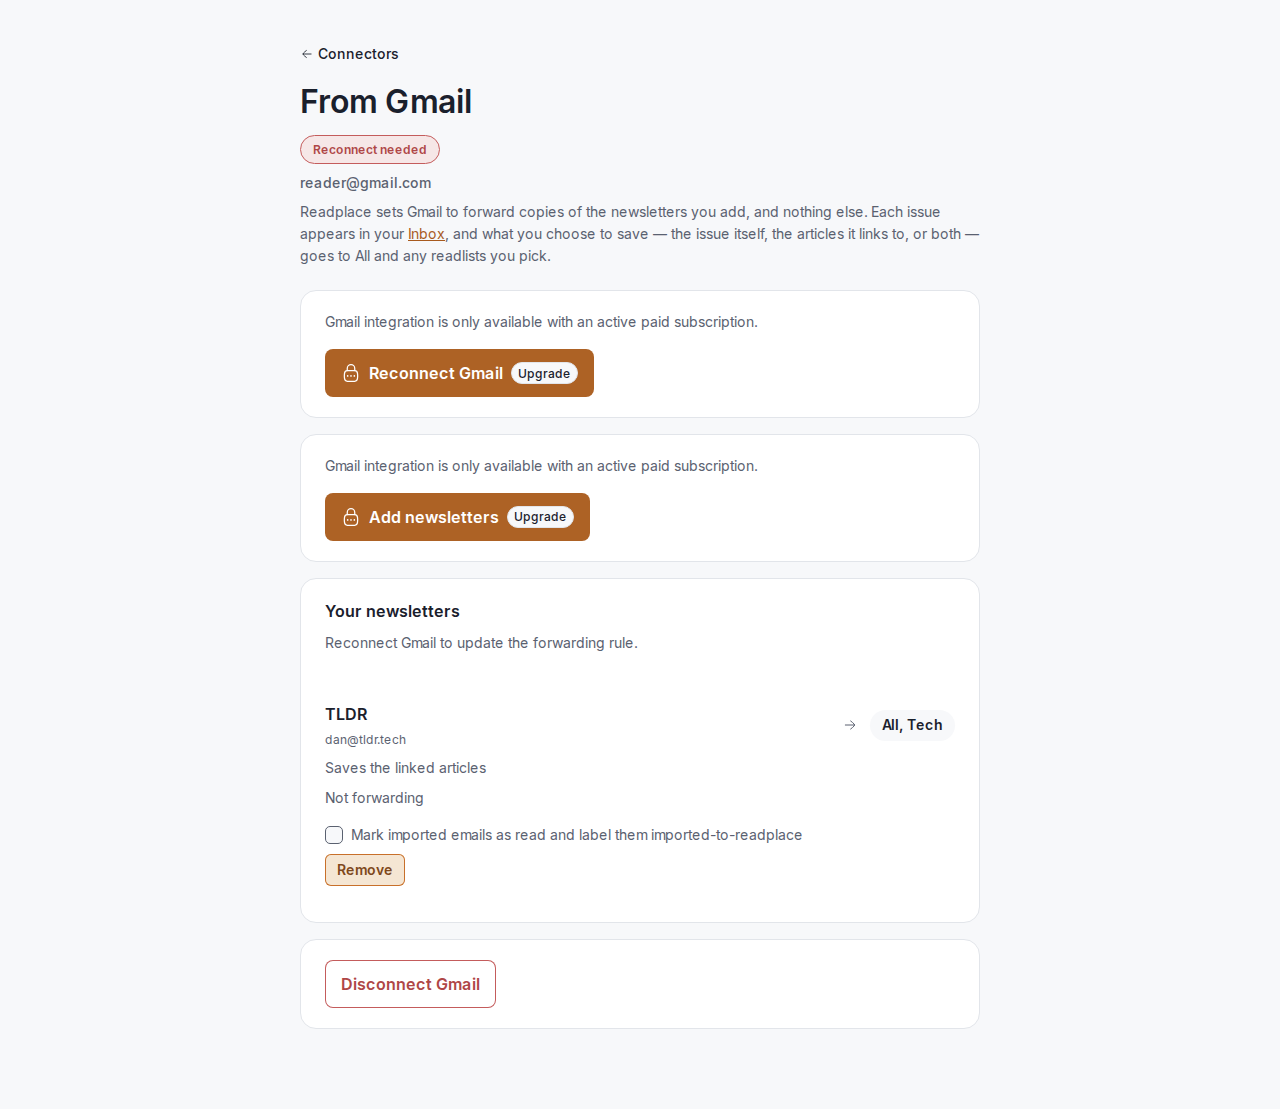 ← Connectors
From Gmail
Reconnect needed
reader@gmail.com
Readplace sets Gmail to forward copies of the newsletters you add, and nothing else. Each issue
appears in your Inbox, and what you choose to save — the issue itself, the articles it links to, or both —
goes to All and any readlists you pick.
Gmail integration is only available with an active paid subscription.
Reconnect Gmail Upgrade
Gmail integration is only available with an active paid subscription.
Add newsletters Upgrade
Your newsletters
Reconnect Gmail to update the forwarding rule.
TLDR
→ All, Tech
dan@tldr.tech
Saves the linked articles
Not forwarding
Mark imported emails as read and label them imported-to-readplace
Remove
Disconnect Gmail